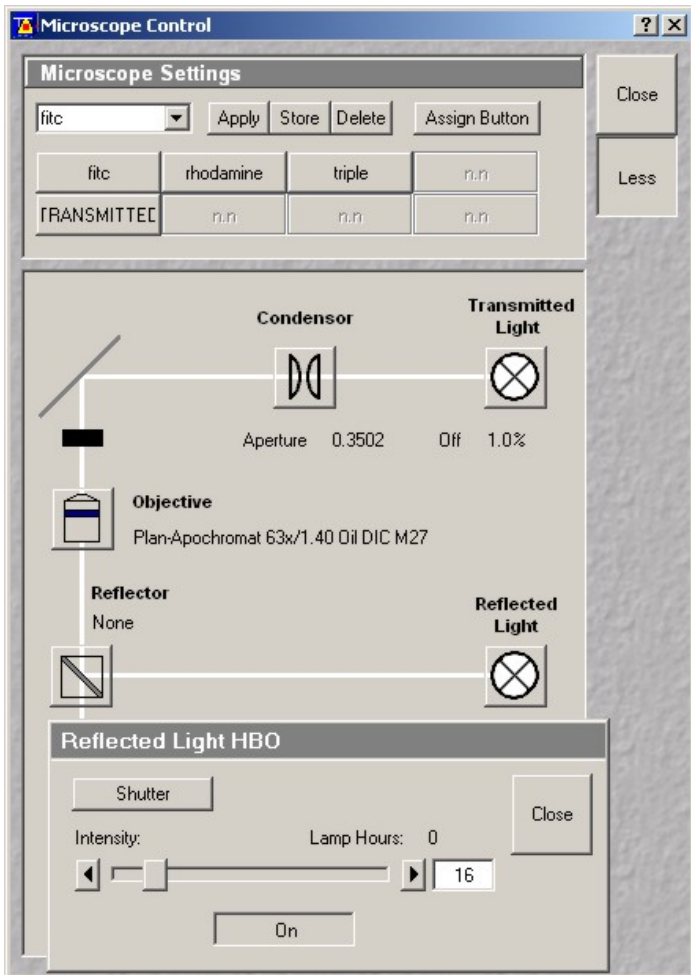 Microscope Control
Microscope Settings
fitc Apply Store Delete Assign Button
Close
fitc rhodamine triple n.n
Less
TRANSMITTED n.n n.n n.n
Condensor
Transmitted
Light
Aperture 0.3502 Off 1.0%
Objective
Plan-Apochromat 63x/1.40 Oil DIC M27
Reflector
None
Reflected
Light
Reflected Light HBO
Shutter
Close
Intensity: Lamp Hours: 0
16
On